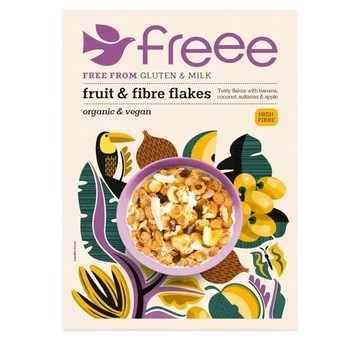 freee
FREE FROM GLUTEN & MILK
fruit & fibre flakes
Tasty flakes with banana,
coconut, sultanas & apple
organic & vegan
HIGH
FIBRE